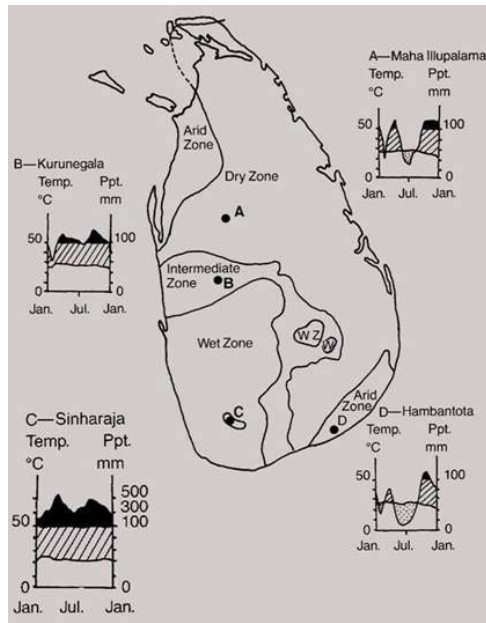 A—Maha Illupalama
Temp. Ppt.
°C mm
50 100
0 0
Jan. Jul. Jan.
Arid
Zone
Dry Zone
A
B—Kurunegala
Temp. Ppt.
°C mm
50 100
0 0
Jan. Jul. Jan.
Intermediate
Zone
B
Wet Zone
W Z
W
Arid
Zone
C
D
C—Sinharaja
Temp. Ppt.
°C mm
500
300
50 100
0 0
Jan. Jul. Jan.
D—Hambantota
Temp. Ppt.
°C mm
50 100
0 0
Jan. Jul. Jan.